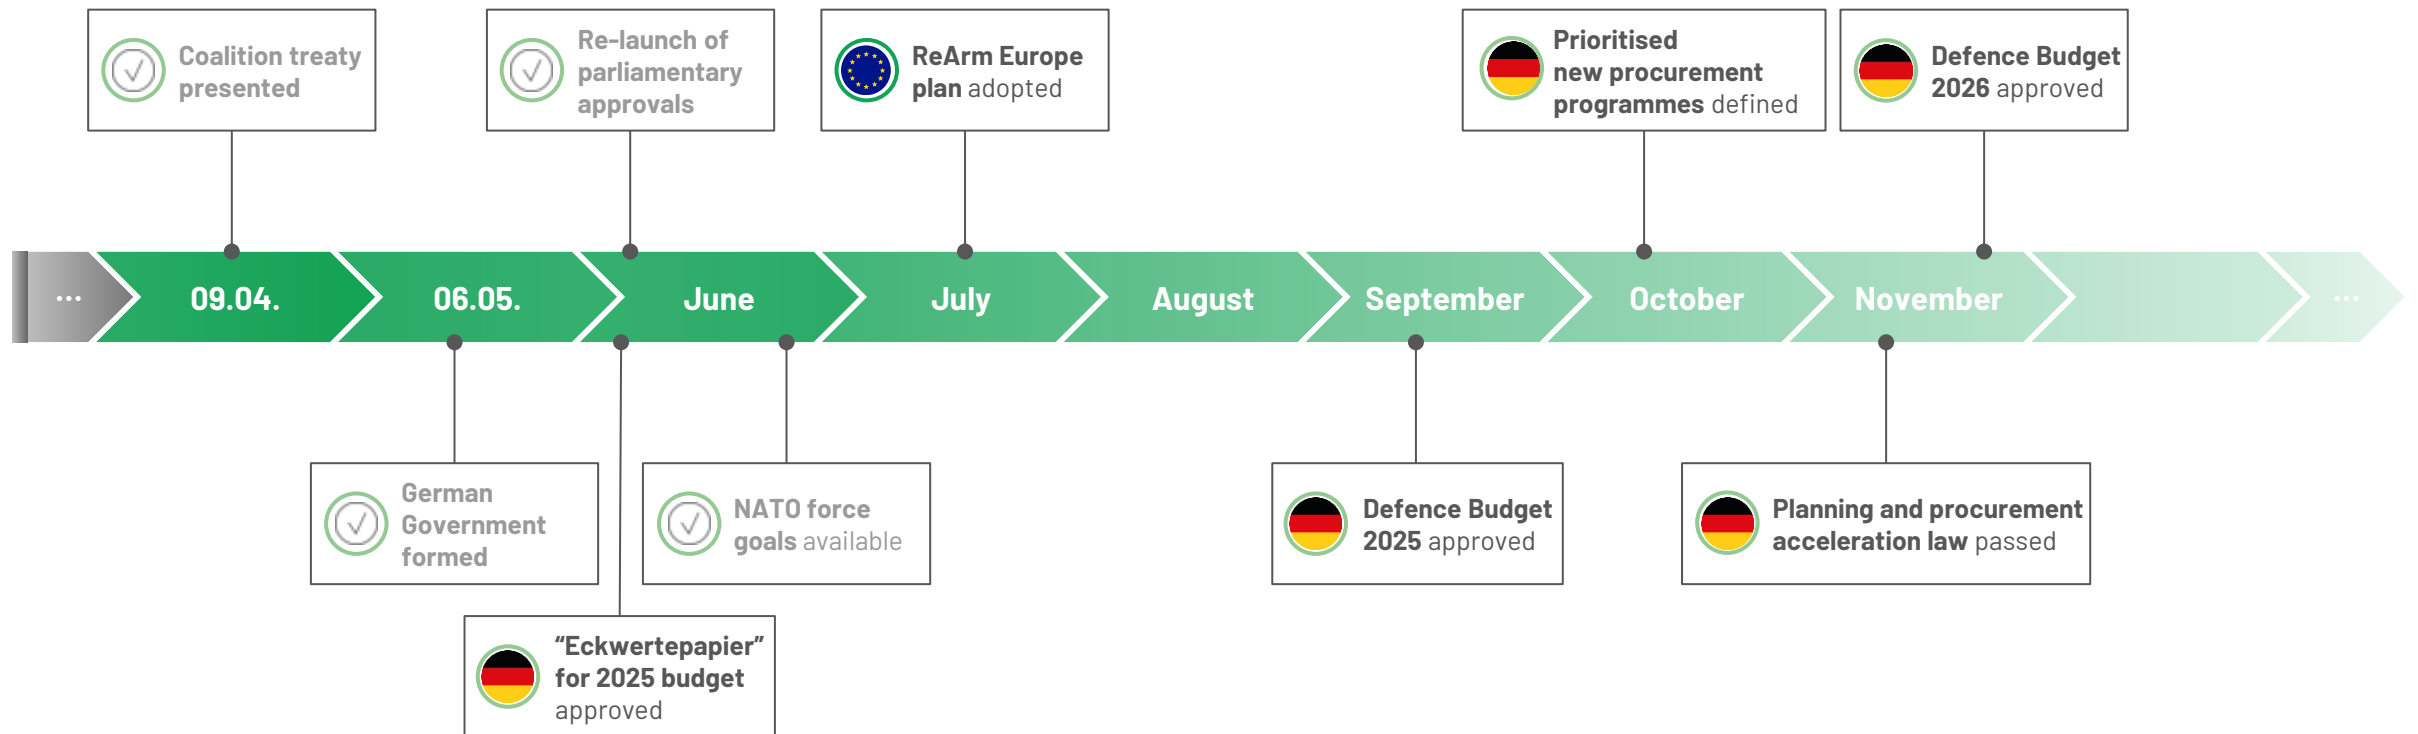 Coalition treaty
presented
Re-launch of
parliamentary
approvals
ReArm Europe
plan adopted
Prioritised
new procurement
programmes defined
Defence Budget
2026 approved
...
09.04.
06.05.
June
July
August
September
October
November
...
German
Government
formed
NATO force
goals available
Defence Budget
2025 approved
Planning and procurement
acceleration law passed
“Eckwertepapier”
for 2025 budget
approved